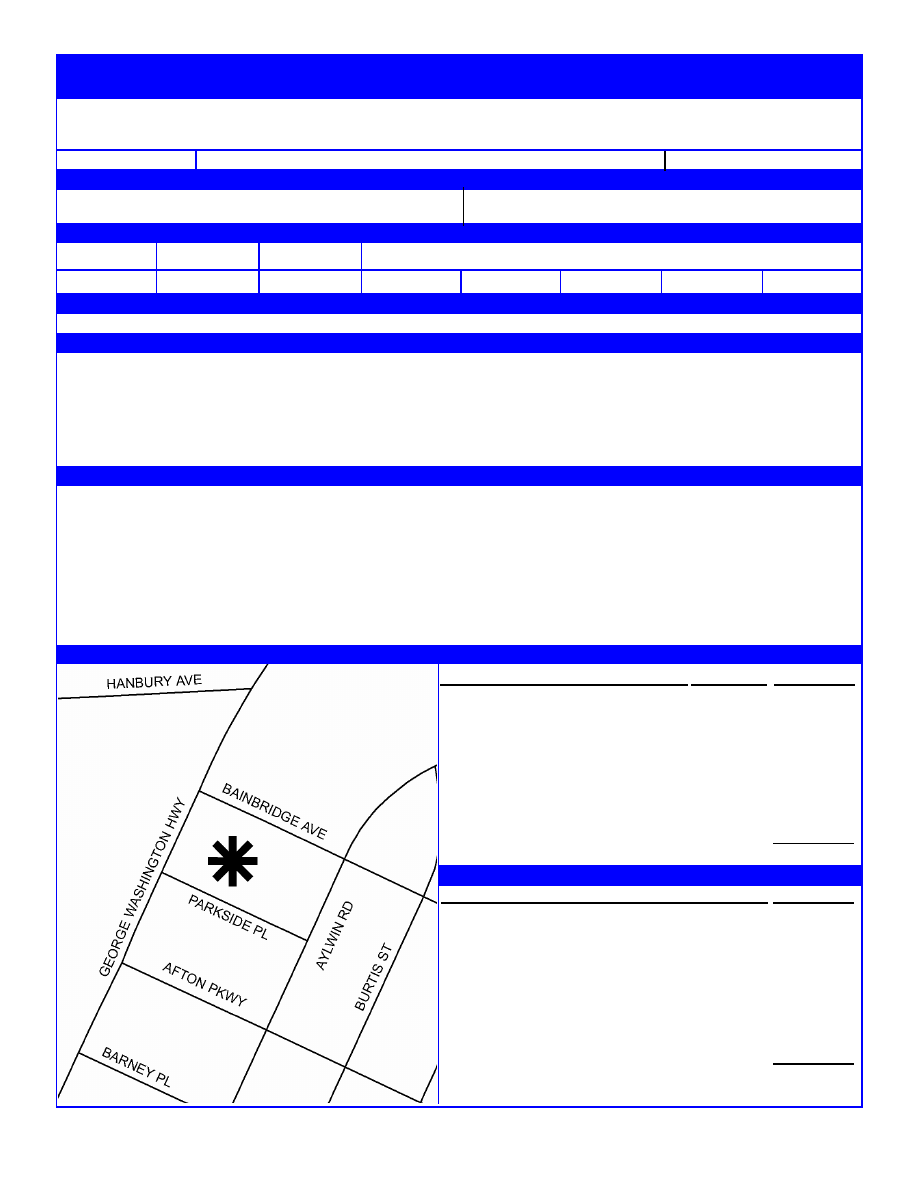 HANBURY AVE
BAINBRIDGE AVE
GEORGE WASHINGTON HWY
PARKSIDE PL
AYLWIN RD
BURTIS ST
AFTON PKWY
BARNEY PL